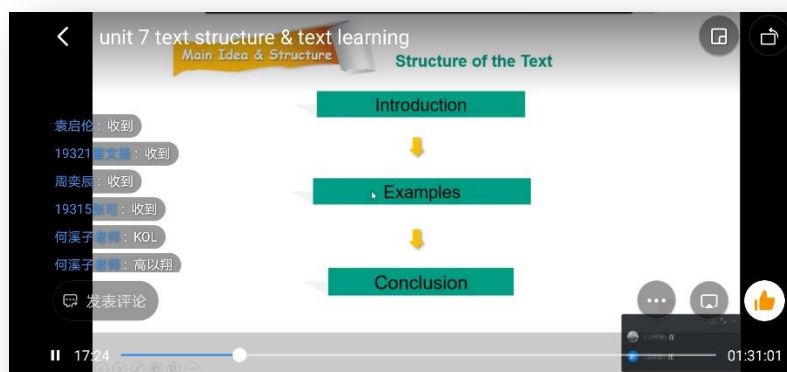 unit 7 text structure & text learning
Main Idea & Structure
Structure of the Text
Introduction
袁启伦：收到
19321：收到
周奕辰：收到
Examples
19315：收到
何溪子：KOL
何溪子：高以翔
Conclusion
发表评论
17:24
01:31:01